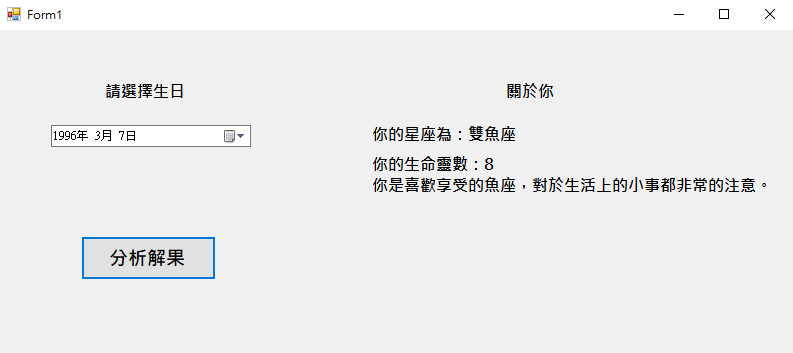 Form1
請選擇生日
關於你
1996年 3月 7日
你的星座為：雙魚座
你的生命靈數：8
你是喜歡享受的魚座，對於生活上的小事都非常的注意。
分析解果